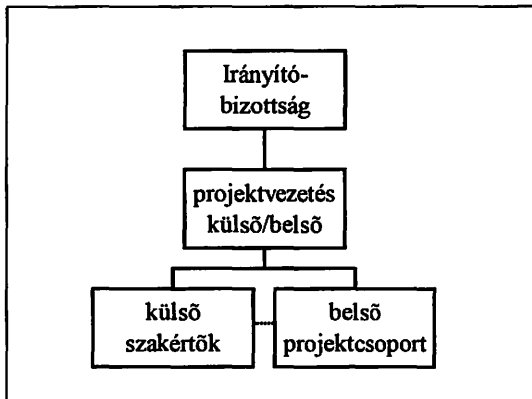 Irányító-
bizottság
projektvezetés
külsõ/belsõ
külsõ
szakértõk
belsõ
projektcsoport